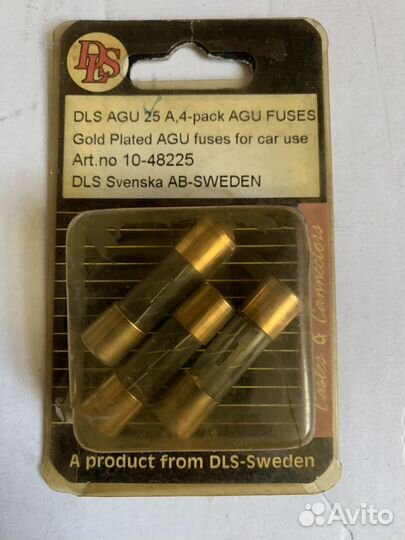 DLS
DLS AGU 25 A,4-pack AGU FUSES
Gold Plated AGU fuses for car use
Art.no 10-48225
DLS Svenska AB-SWEDEN
Cables & Connectors
A product from DLS-Sweden
Avito